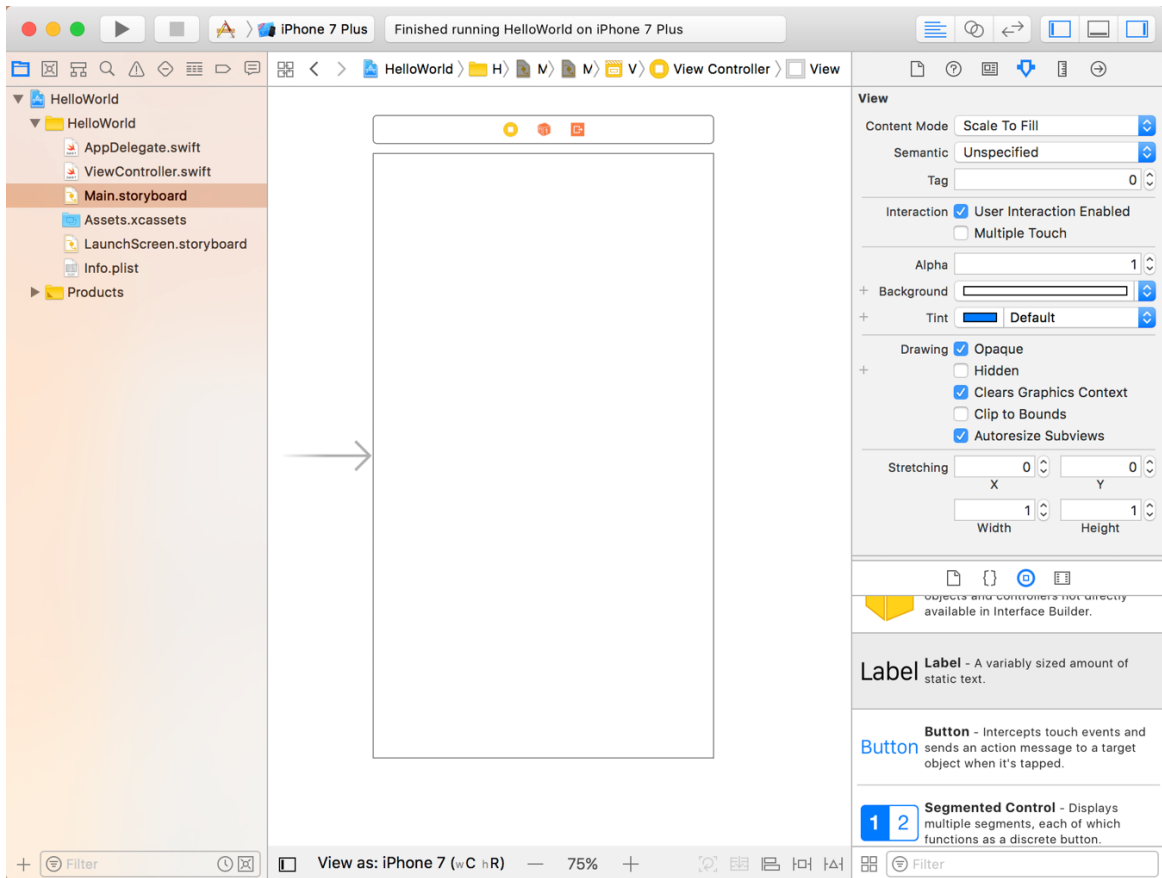 iPhone 7 Plus
Finished running HelloWorld on iPhone 7 Plus
HelloWorld
H
M
M
V
View Controller
View
HelloWorld
HelloWorld
AppDelegate.swift
ViewController.swift
Main.storyboard
Assets.xcassets
LaunchScreen.storyboard
Info.plist
Products
Filter
View as: iPhone 7 (wC hR)
75%
View
Content Mode Scale To Fill
Semantic Unspecified
Tag 0
Interaction User Interaction Enabled
Multiple Touch
Alpha 1
Background
Tint Default
Drawing Opaque
Hidden
Clears Graphics Context
Clip to Bounds
Autoresize Subviews
Stretching 0 0
X Y
1 1
Width Height
objects and controllers not directly
available in Interface Builder.
Label
Label - A variably sized amount of
static text.
Button
Button - Intercepts touch events and
sends an action message to a target
object when it's tapped.
1 2
Segmented Control - Displays
multiple segments, each of which
functions as a discrete button.
Filter